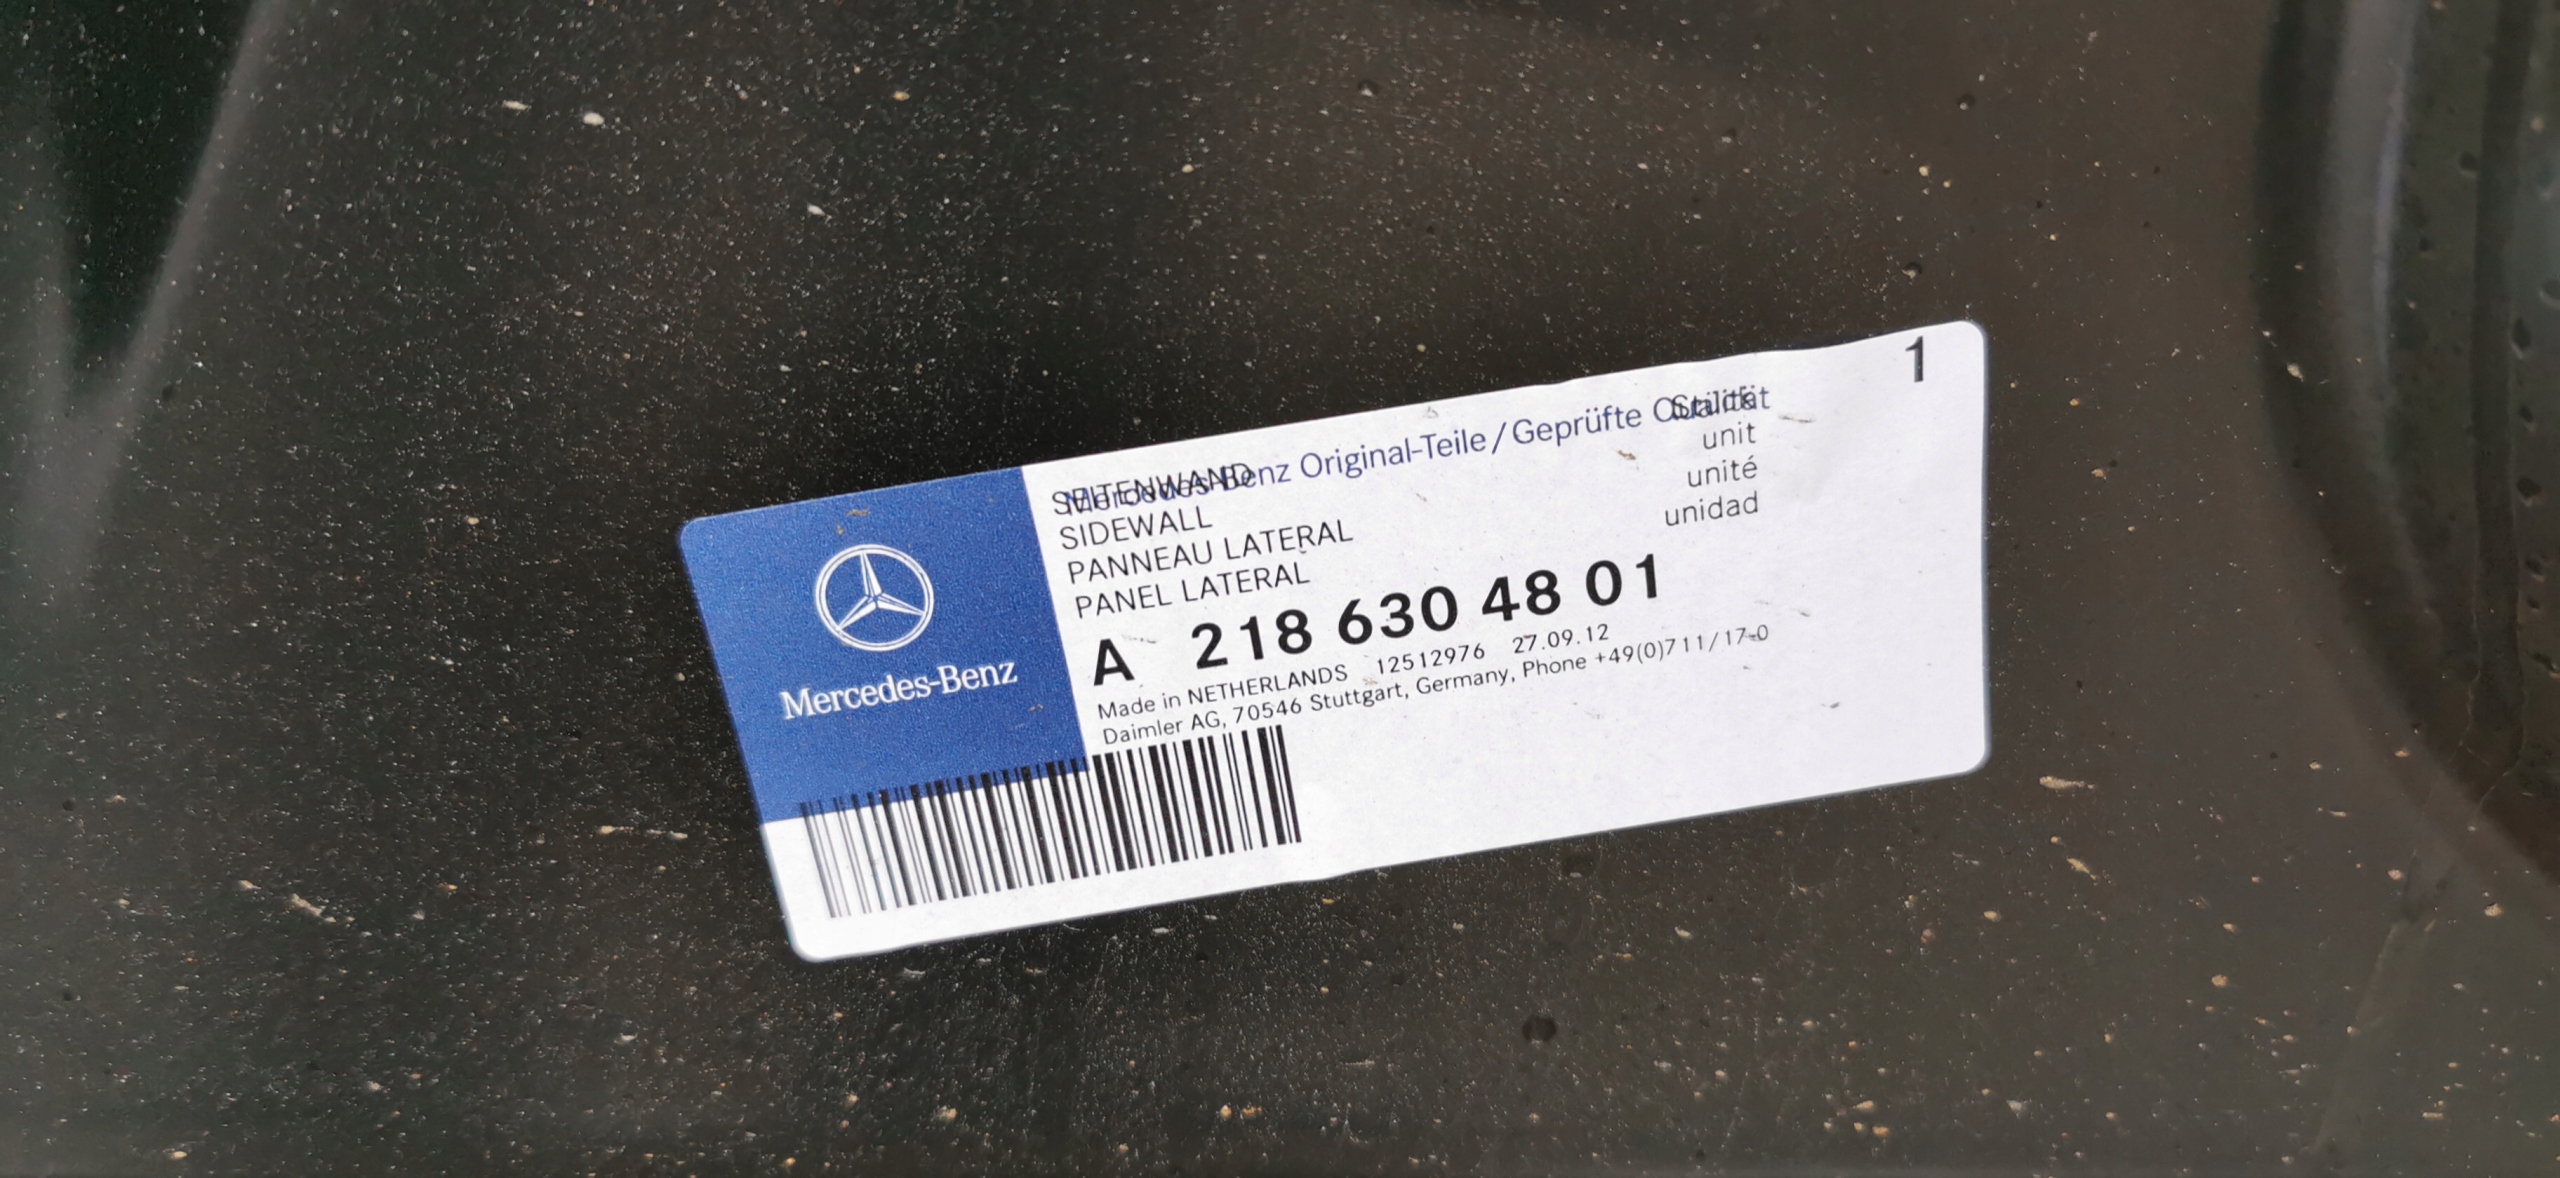 Mercedes-Benz
Mercedes-Benz Original-Teile / Geprüfte Qualität
SEITENWAND
SIDEWALL
PANNEAU LATERAL
PANEL LATERAL
1
Stück
unit
unité
unidad
A 218 630 48 01
Made in NETHERLANDS 12512976 27.09.12
Daimler AG, 70546 Stuttgart, Germany, Phone +49(0)711/17-0